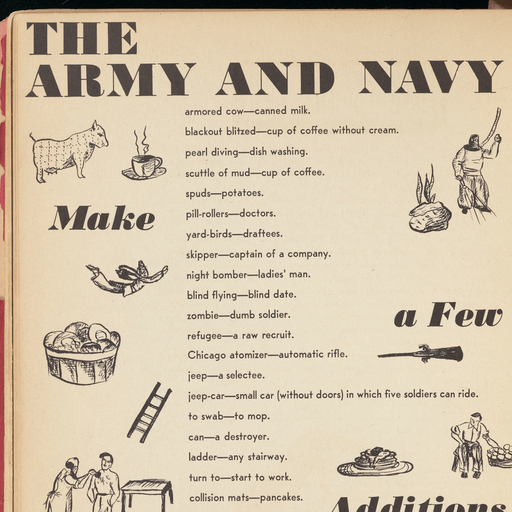 THE
ARMY AND NAVY
armored cow—canned milk.
blackout blitzed—cup of coffee without cream.
pearl diving—dish washing.
scuttle of mud—cup of coffee.
spuds—potatoes.
Make
pill-rollers—doctors.
yard-birds—draftees.
skipper—captain of a company.
night bomber—ladies' man.
blind flying—blind date.
zombie—dumb soldier.
a Few
refugee—a raw recruit.
Chicago atomizer—automatic rifle.
jeep—a selectee.
jeep-car—small car (without doors) in which five soldiers can ride.
to swab—to mop.
can—a destroyer.
ladder—any stairway.
turn to—start to work.
collision mats—pancakes.
Additions